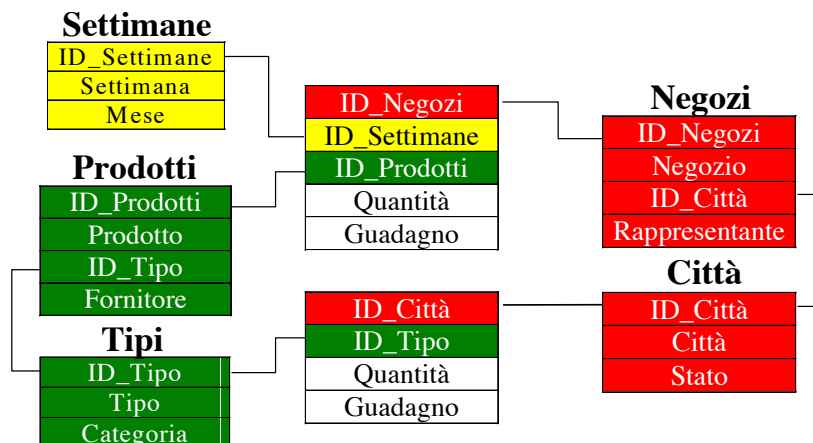 Settimane
ID_Settimane
Settimana
Mese
Prodotti
ID_Prodotti
Prodotto
ID_Tipo
Fornitore
Tipi
ID_Tipo
Tipo
Categoria
ID_Negozi
ID_Settimane
ID_Prodotti
Quantità
Guadagno
ID_Città
ID_Tipo
Quantità
Guadagno
Negozi
ID_Negozi
Negozio
ID_Città
Rappresentante
Città
ID_Città
Città
Stato